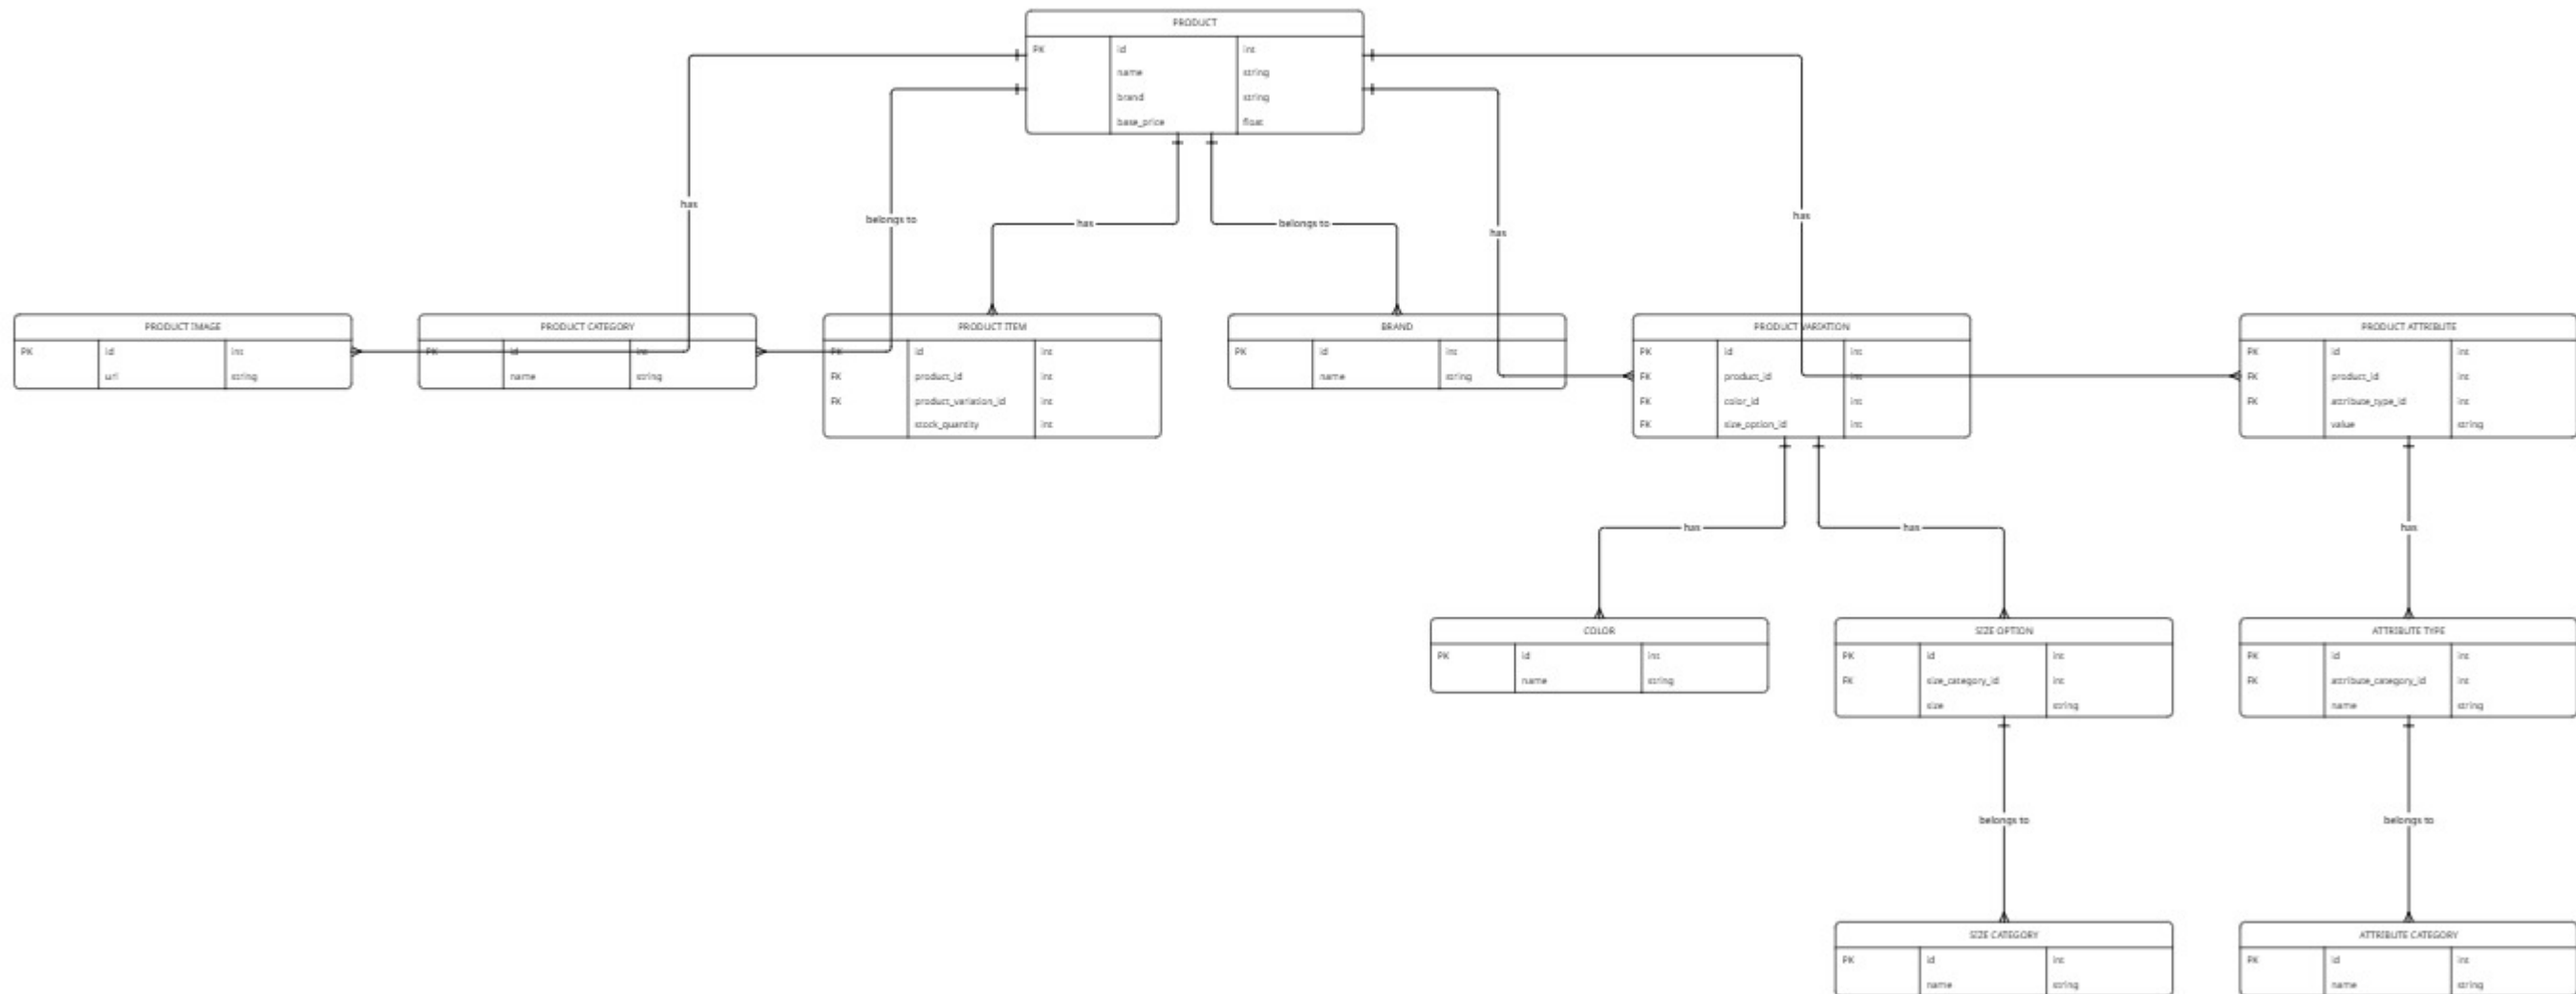 PRODUCT
PK id int
name string
brand string
base_price float
has
belongs to
has
belongs to
has
has
PRODUCT IMAGE
PK id int
url string
PRODUCT CATEGORY
PK id int
name string
PRODUCT ITEM
PK id int
FK product_id int
FK product_variation_id int
stock_quantity int
BRAND
PK id int
name string
PRODUCT VARIATION
PK id int
FK product_id int
FK color_id int
FK size_option_id int
PRODUCT ATTRIBUTE
PK id int
FK product_id int
FK attribute_type_id int
value string
has
has
has
COLOR
PK id int
name string
SIZE OPTION
PK id int
FK size_category_id int
size string
ATTRIBUTE TYPE
PK id int
FK attribute_category_id int
name string
belongs to
belongs to
SIZE CATEGORY
PK id int
name string
ATTRIBUTE CATEGORY
PK id int
name string